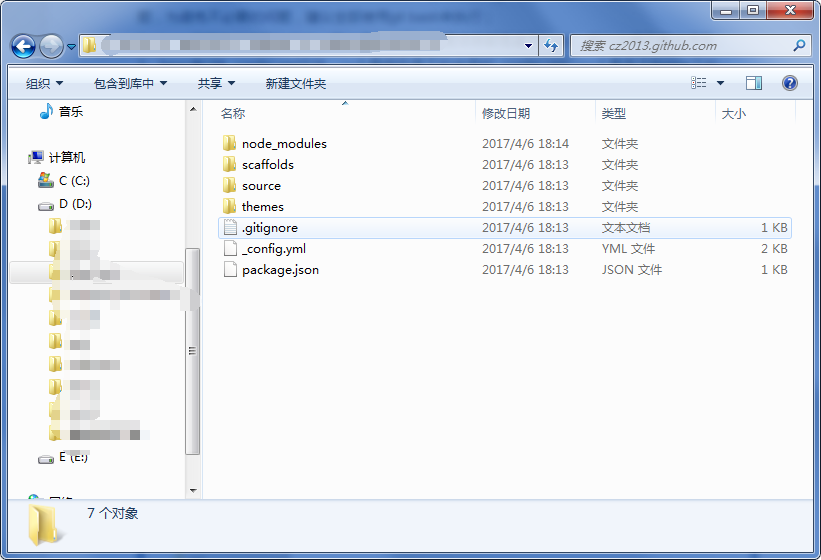 搜索 cz2013.github.com
组织 包含到库中 共享 新建文件夹
音乐
计算机
C (C:)
D (D:)
E (E:)
名称 修改日期 类型 大小
node_modules 2017/4/6 18:14 文件夹
scaffolds 2017/4/6 18:13 文件夹
source 2017/4/6 18:13 文件夹
themes 2017/4/6 18:13 文件夹
.gitignore 2017/4/6 18:13 文本文档 1 KB
_config.yml 2017/4/6 18:13 YML 文件 2 KB
package.json 2017/4/6 18:13 JSON 文件 1 KB
7 个对象